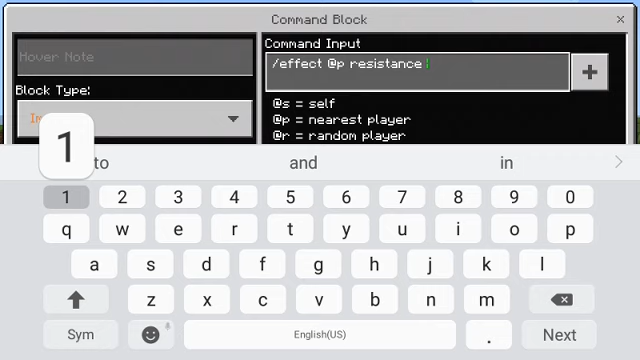 Command Block
×
Hover Note
Command Input
/effect @p resistance
+
Block Type:
@s = self
@p = nearest player
@r = random player
1
to
and
in
1 2 3 4 5 6 7 8 9 0
q w e r t y u i o p
a s d f g h j k l
z x c v b n m
Sym
English(US)
.
Next